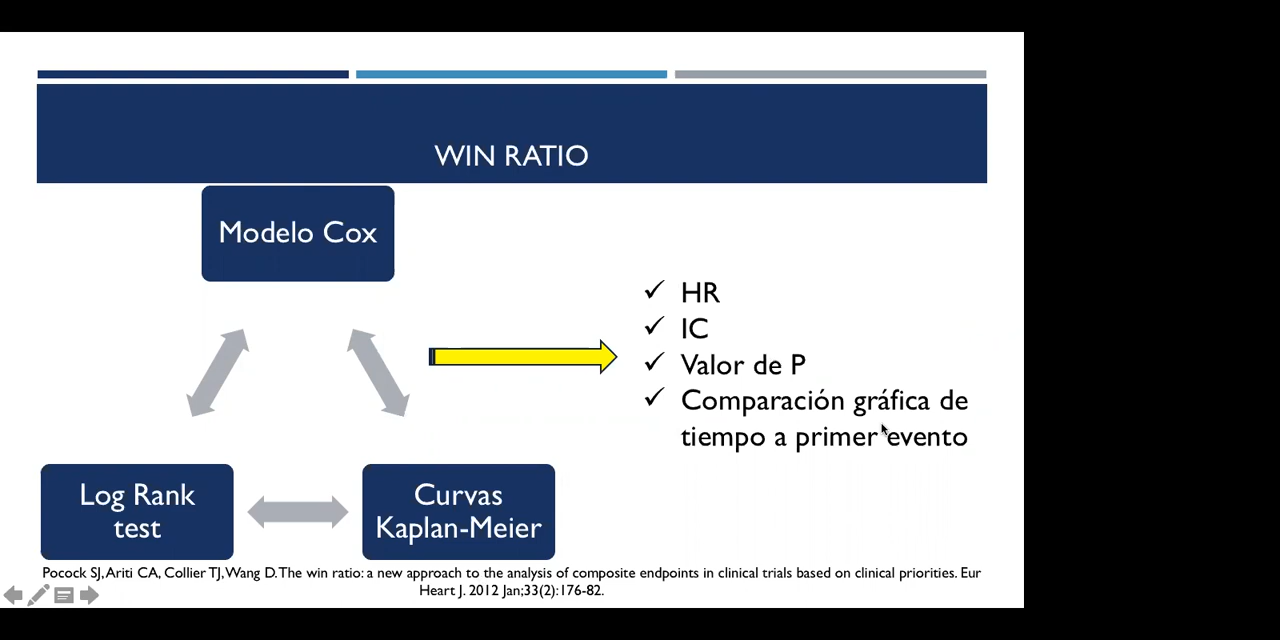 WIN RATIO
Modelo Cox
Log Rank
test
Curvas
Kaplan-Meier
✓ HR
✓ IC
✓ Valor de P
✓ Comparación gráfica de
tiempo a primer evento
Pocock SJ, Ariti CA, Collier TJ, Wang D. The win ratio: a new approach to the analysis of composite endpoints in clinical trials based on clinical priorities. Eur
Heart J. 2012 Jan;33(2):176-82.